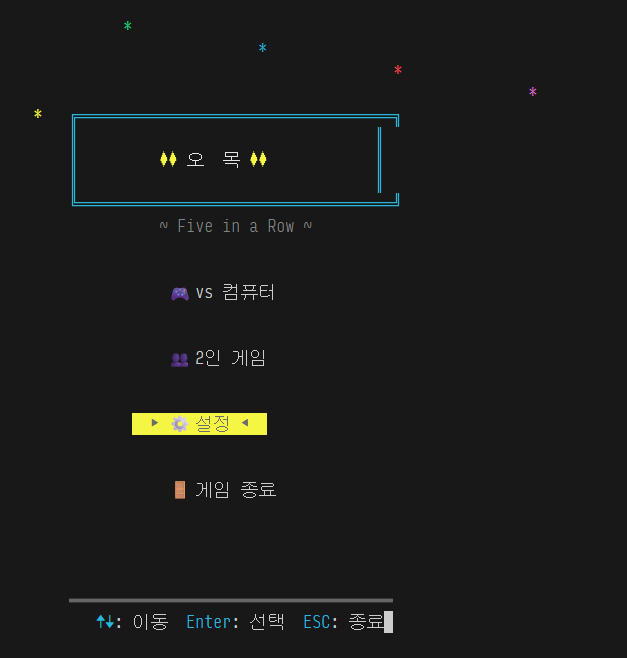 *
*
*
*
*
♦♦ 오 목 ♦♦
~ Five in a Row ~
🎮 vs 컴퓨터
👥 2인 게임
► ⚙️ 설정 ◄
🚪 게임 종료
↑↓: 이동 Enter: 선택 ESC: 종료